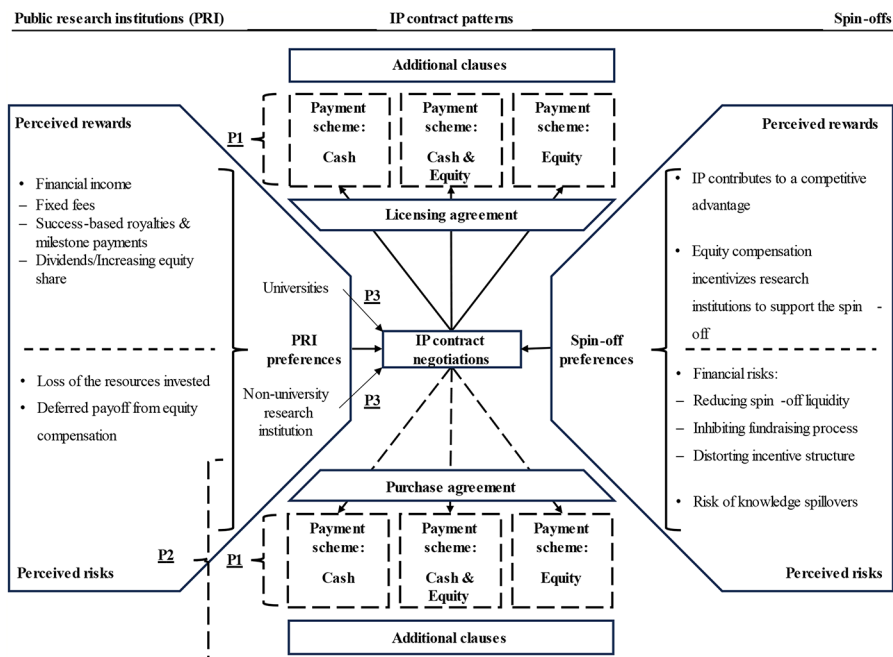 Public research institutions (PRI)
IP contract patterns
Spin-offs
Additional clauses
P1
Payment
scheme:
Cash
Payment
scheme:
Cash &
Equity
Payment
scheme:
Equity
Licensing agreement
Perceived rewards
• Financial income
– Fixed fees
– Success-based royalties &
milestone payments
– Dividends/Increasing equity
share
• Loss of the resources invested
• Deferred payoff from equity
compensation
Perceived risks
P2
PRI
preferences
Universities
P3
Non-university
research
institution
P3
IP contract
negotiations
Spin-off
preferences
Perceived rewards
• IP contributes to a competitive
advantage
• Equity compensation
incentivizes research
institutions to support the spin -
off
• Financial risks:
– Reducing spin -off liquidity
– Inhibiting fundraising process
– Distorting incentive structure
• Risk of knowledge spillovers
Perceived risks
Purchase agreement
P1
Payment
scheme:
Cash
Payment
scheme:
Cash &
Equity
Payment
scheme:
Equity
Additional clauses